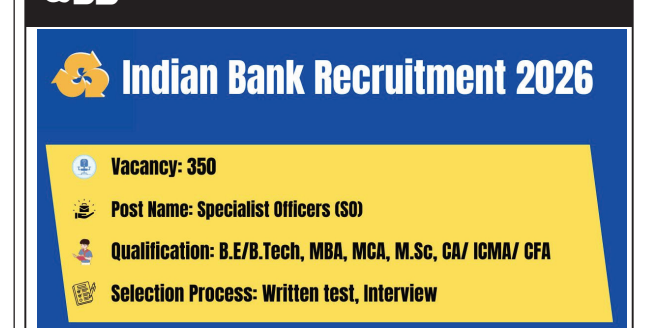 Indian Bank Recruitment 2026
Vacancy: 350
Post Name: Specialist Officers (SO)
Qualification: B.E/B.Tech, MBA, MCA, M.Sc, CA/ ICMA/ CFA
Selection Process: Written test, Interview